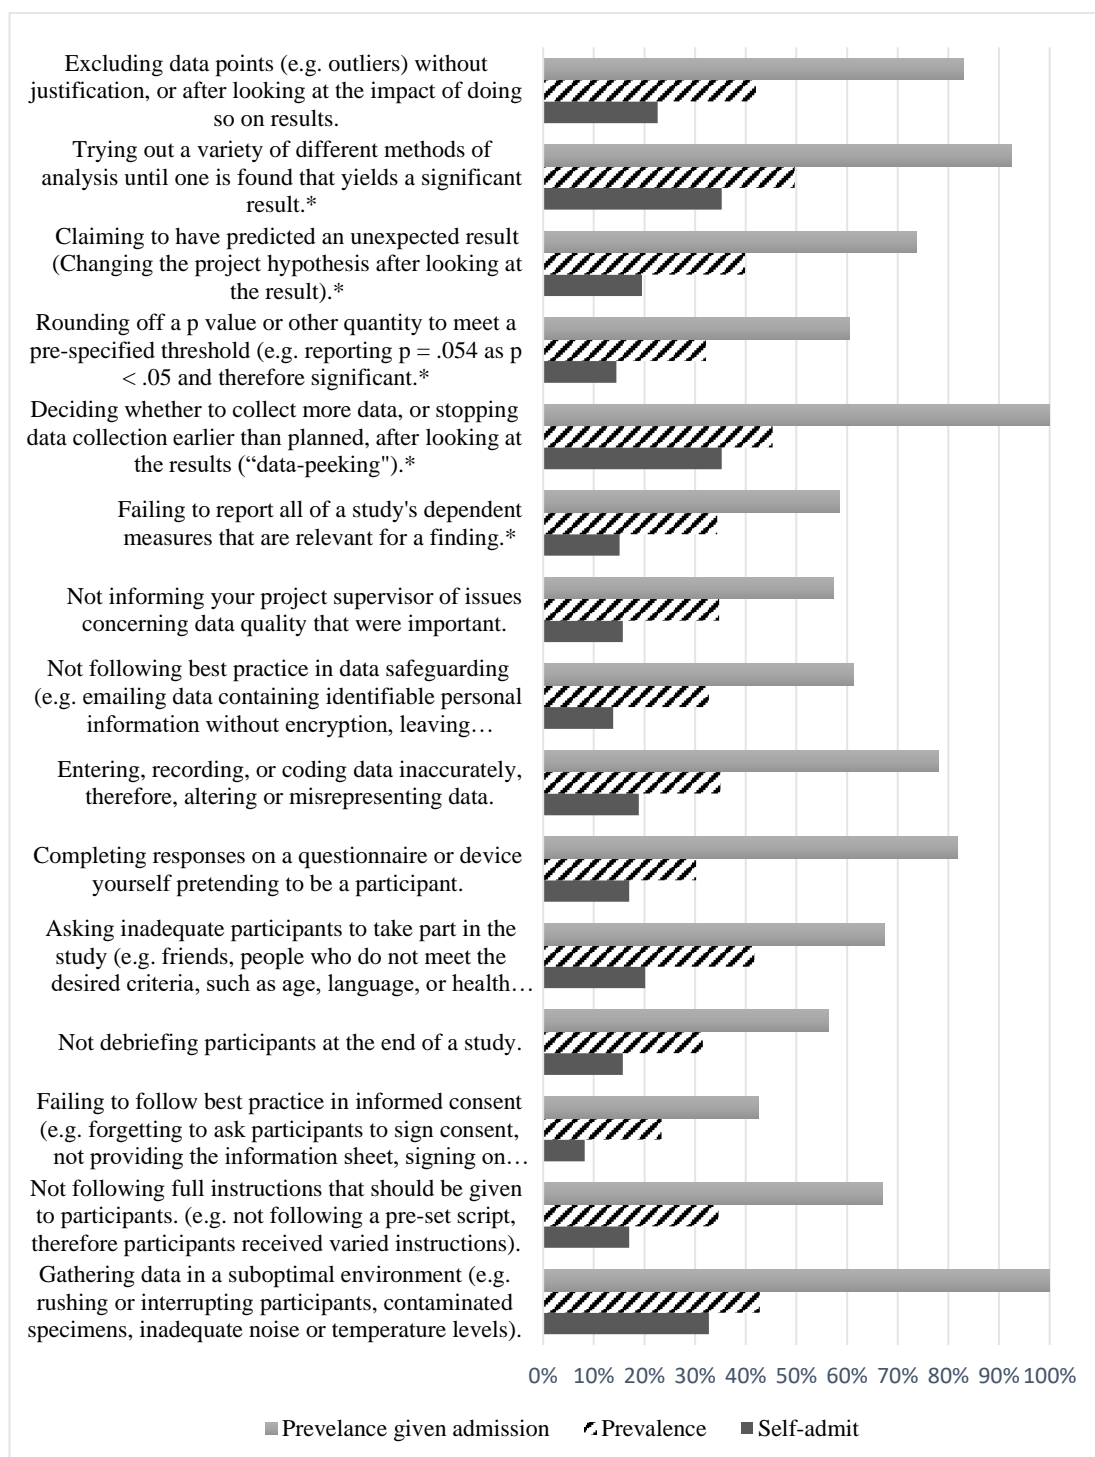 Excluding data points (e.g. outliers) without
justification, or after looking at the impact of doing
so on results.
Trying out a variety of different methods of
analysis until one is found that yields a significant
result.*
Claiming to have predicted an unexpected result
(Changing the project hypothesis after looking at
the result).*
Rounding off a p value or other quantity to meet a
pre-specified threshold (e.g. reporting p = .054 as p
< .05 and therefore significant.*
Deciding whether to collect more data, or stopping
data collection earlier than planned, after looking at
the results (“data-peeking").*
Failing to report all of a study's dependent
measures that are relevant for a finding.*
Not informing your project supervisor of issues
concerning data quality that were important.
Not following best practice in data safeguarding
(e.g. emailing data containing identifiable personal
information without encryption, leaving…
Entering, recording, or coding data inaccurately,
therefore, altering or misrepresenting data.
Completing responses on a questionnaire or device
yourself pretending to be a participant.
Asking inadequate participants to take part in the
study (e.g. friends, people who do not meet the
desired criteria, such as age, language, or health…
Not debriefing participants at the end of a study.
Failing to follow best practice in informed consent
(e.g. forgetting to ask participants to sign consent,
not providing the information sheet, signing on…
Not following full instructions that should be given
to participants. (e.g. not following a pre-set script,
therefore participants received varied instructions).
Gathering data in a suboptimal environment (e.g.
rushing or interrupting participants, contaminated
specimens, inadequate noise or temperature levels).
0% 10% 20% 30% 40% 50% 60% 70% 80% 90% 100%
Prevelance given admission Prevalence Self-admit